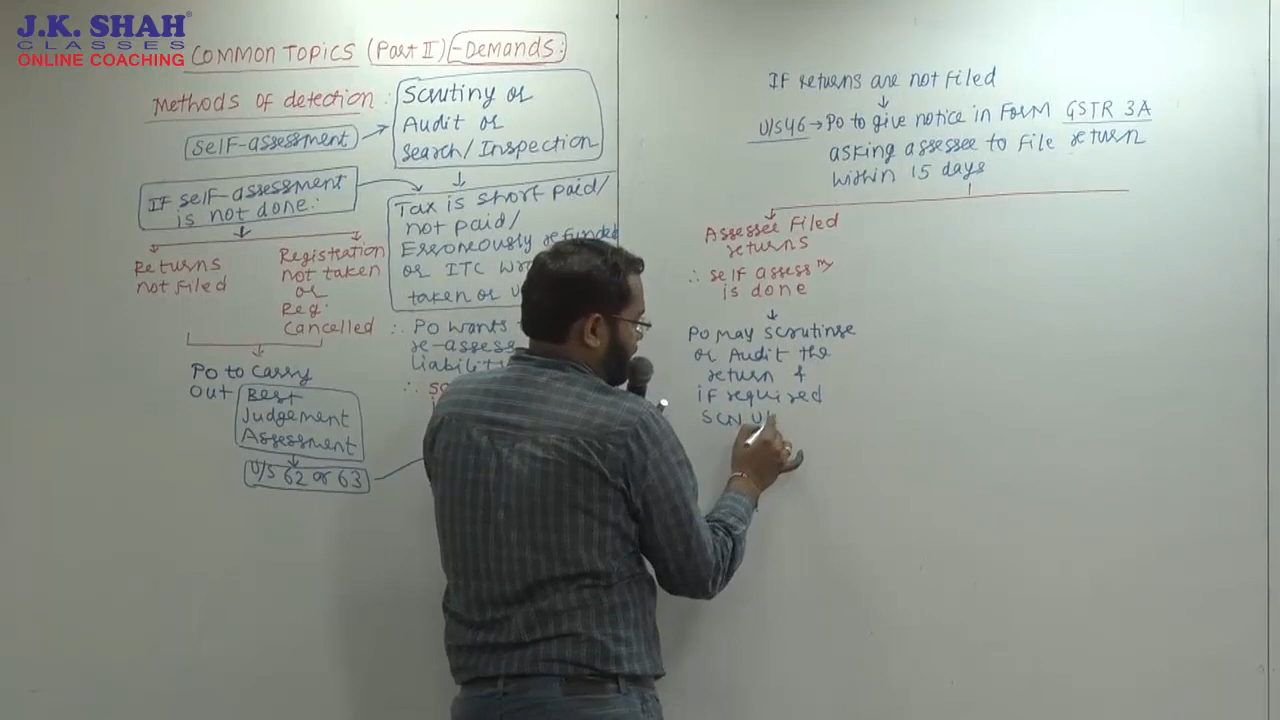 J.K. SHAH®
CLASSES
ONLINE COACHING
COMMON TOPICS (Part II) - Demands:
Methods of detection:
Self-assessment
Scrutiny or
Audit or
Search/Inspection
If self-assessment
is not done:
Returns
not filed
Registration
not taken
or
Reg.
Cancelled
PO to carry
out Best
Judgement
Assessment
U/S 62 or 63
Tax is short paid/
not paid/
Erroneously refunded
or ITC
taken or
∴ PO wants
re-assess
∴
If returns are not filed
U/S 46 → PO to give notice in Form GSTR 3A
asking assessee to file return
within 15 days
Assessee filed
returns
∴ self assess
is done
PO may scrutinse
or Audit the
return &
if required
SCN U/